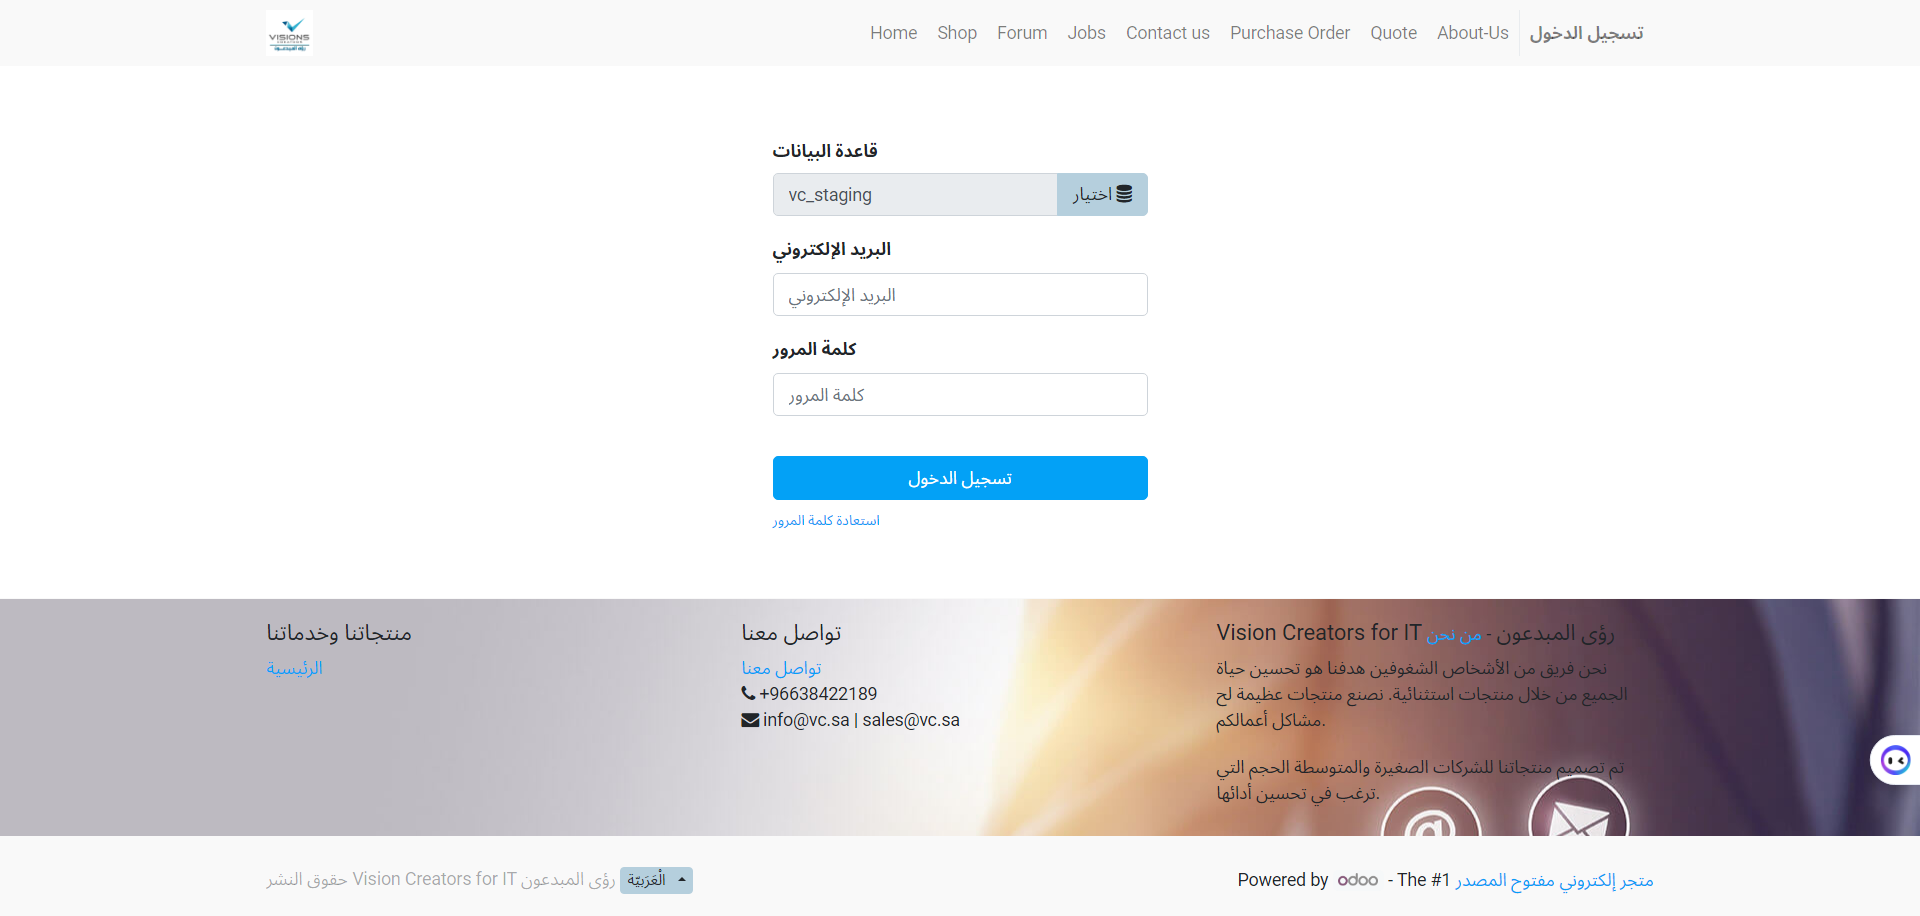 VISIONS
Home
Shop
Forum
Jobs
Contact us
Purchase Order
Quote
About-Us
تسجيل الدخول
قاعدة البيانات
vc_staging
اختيار
البريد الإلكتروني
البريد الإلكتروني
كلمة المرور
كلمة المرور
تسجيل الدخول
استعادة كلمة المرور
منتجاتنا وخدماتنا
الرئيسية
تواصل معنا
تواصل معنا
+96638422189
info@vc.sa | sales@vc.sa
Vision Creators for IT من نحن - رؤى المبدعون
نحن فريق من الأشخاص الشغوفين هدفنا هو تحسين حياة
الجميع من خلال منتجات استثنائية. نصنع منتجات عظيمة لح
مشاكل أعمالكم.
تم تصميم منتجاتنا للشركات الصغيرة والمتوسطة الحجم التي
ترغب في تحسين أدائها.
حقوق النشر Vision Creators for IT رؤى المبدعون
الْعَرَبيّة
Powered by odoo - The #1 متجر إلكتروني مفتوح المصدر